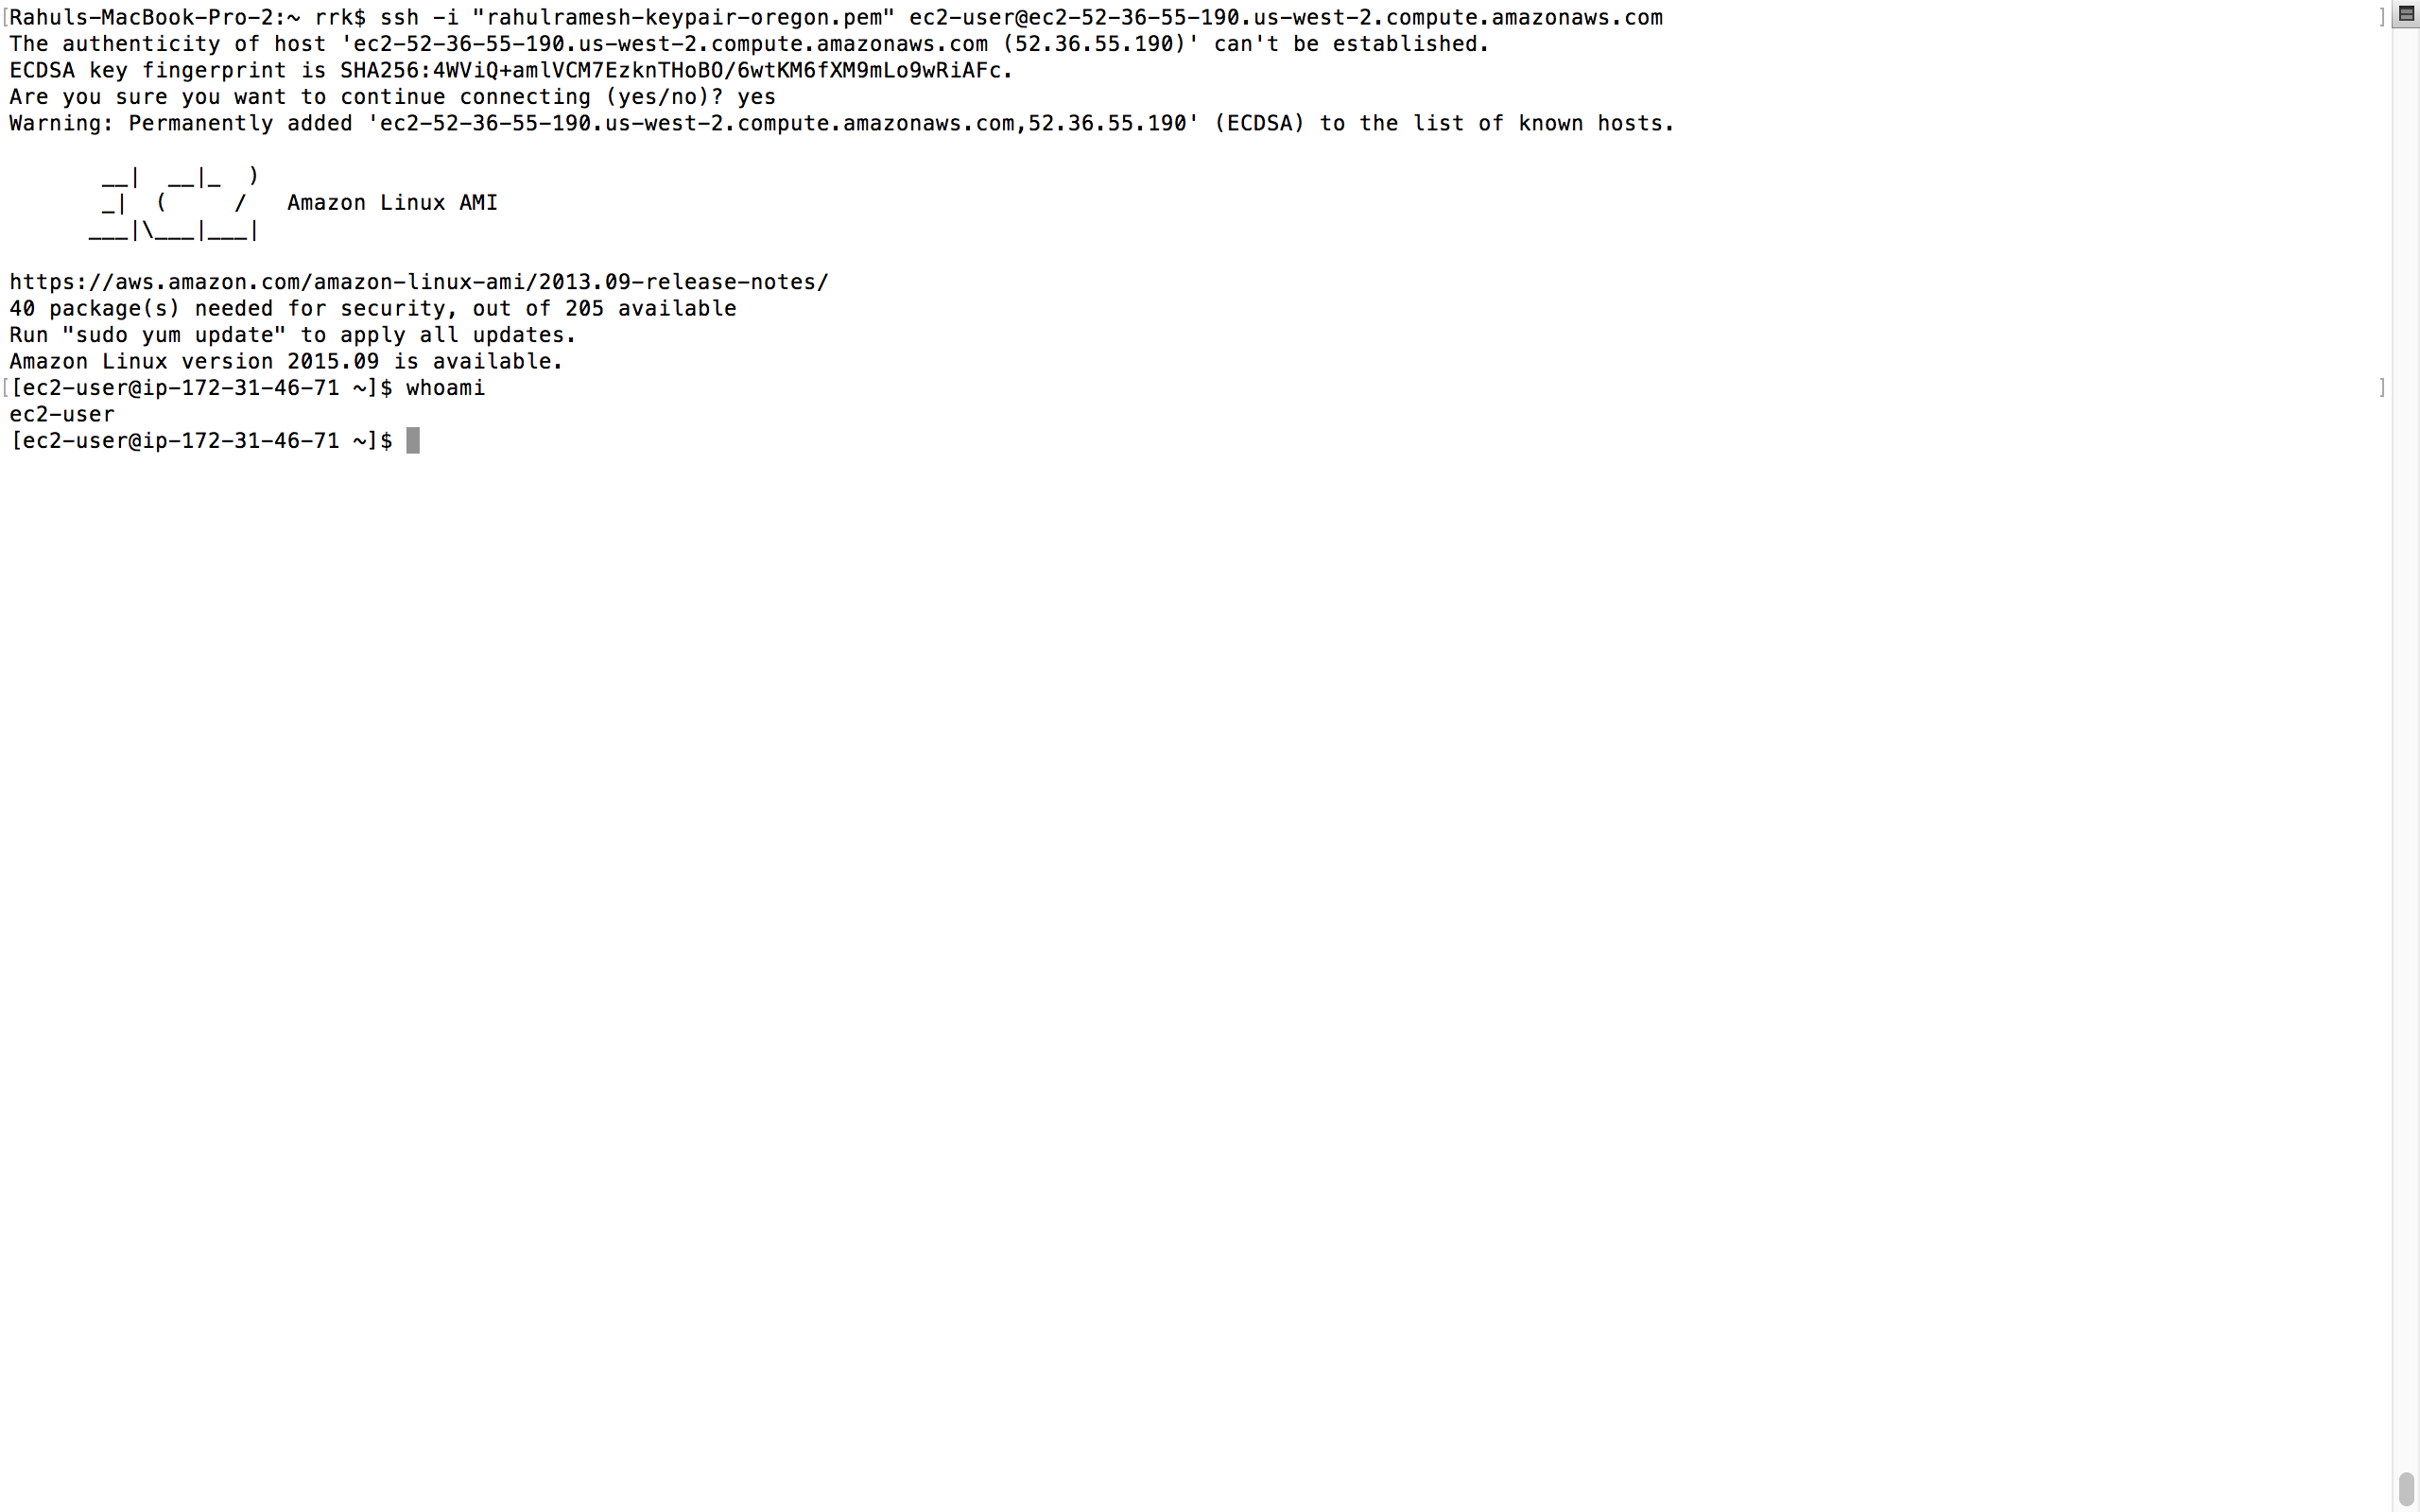 [Rahuls-MacBook-Pro-2:~ rrk$ ssh -i "rahulramesh-keypair-oregon.pem" ec2-user@ec2-52-36-55-190.us-west-2.compute.amazonaws.com ]
The authenticity of host 'ec2-52-36-55-190.us-west-2.compute.amazonaws.com (52.36.55.190)' can't be established.
ECDSA key fingerprint is SHA256:4WViQ+amlVCM7EzknTHoBO/6wtKM6fXM9mLo9wRiAFc.
Are you sure you want to continue connecting (yes/no)? yes
Warning: Permanently added 'ec2-52-36-55-190.us-west-2.compute.amazonaws.com,52.36.55.190' (ECDSA) to the list of known hosts.
       __|  __|_  )
       _|  (     /   Amazon Linux AMI
      ___|\___|___|
https://aws.amazon.com/amazon-linux-ami/2013.09-release-notes/
40 package(s) needed for security, out of 205 available
Run "sudo yum update" to apply all updates.
Amazon Linux version 2015.09 is available.
[[ec2-user@ip-172-31-46-71 ~]$ whoami ]
ec2-user
[ec2-user@ip-172-31-46-71 ~]$